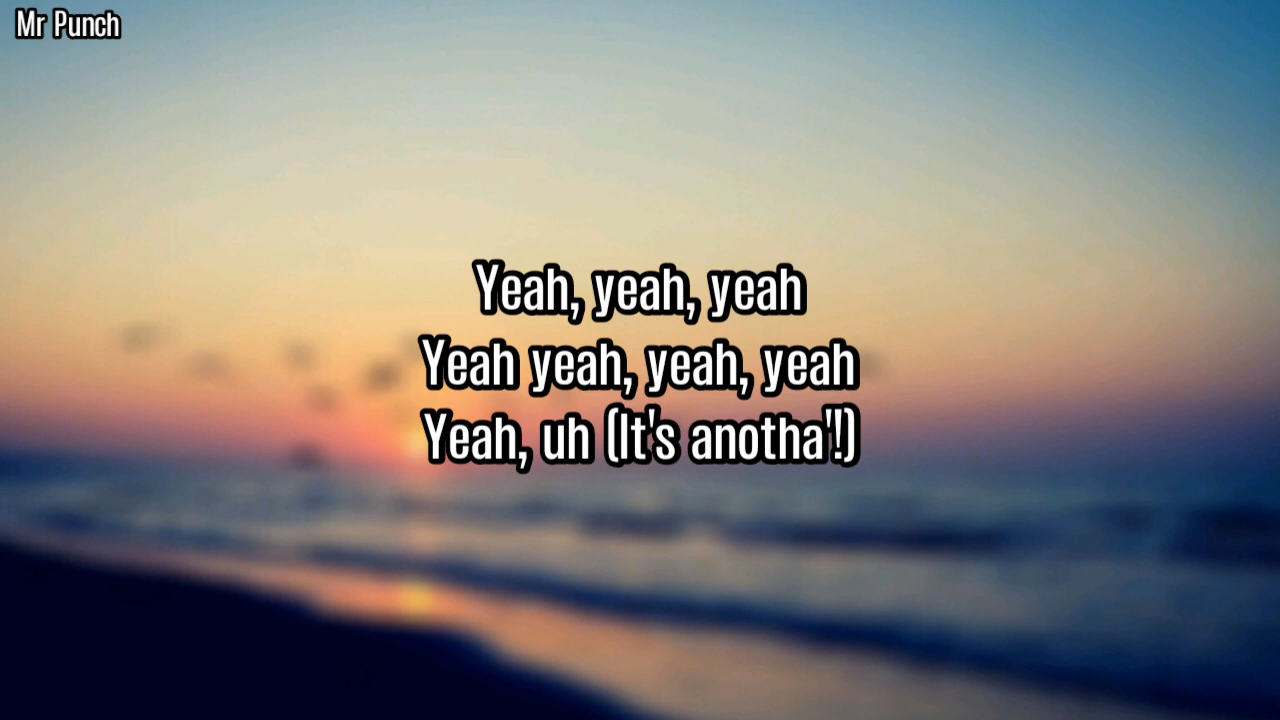 Mr Punch
Yeah, yeah, yeah
Yeah yeah, yeah, yeah
Yeah, uh (It's anotha'!)